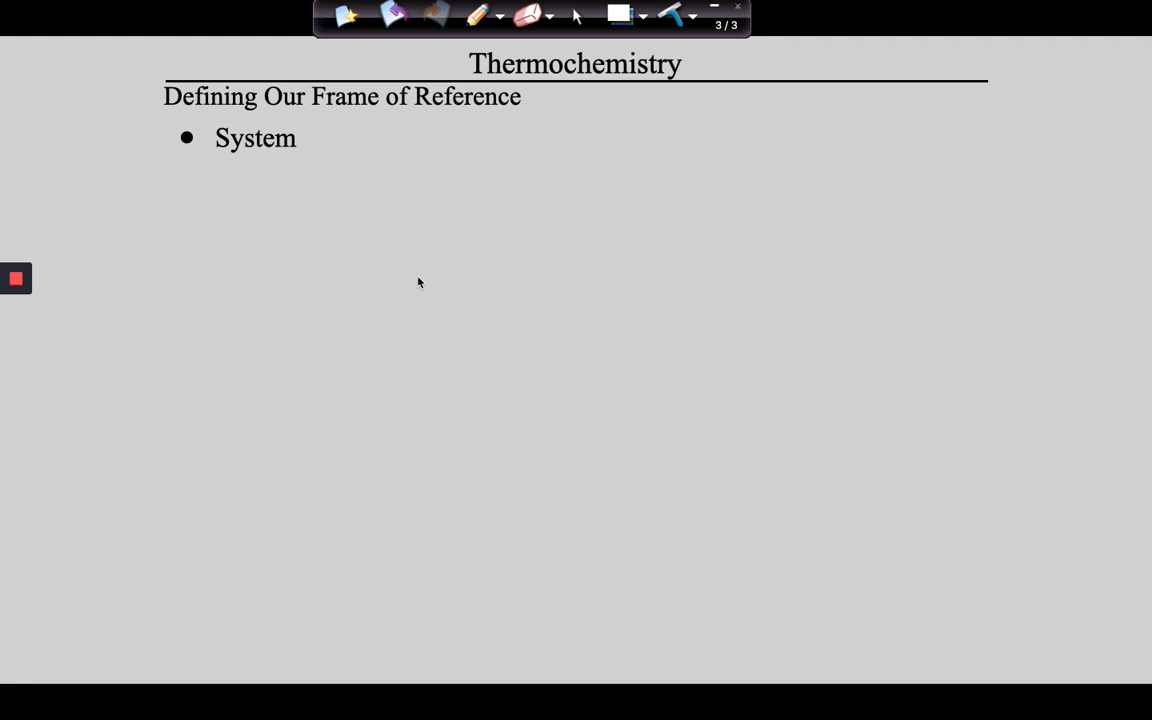 3 / 3
Thermochemistry
Defining Our Frame of Reference
● System